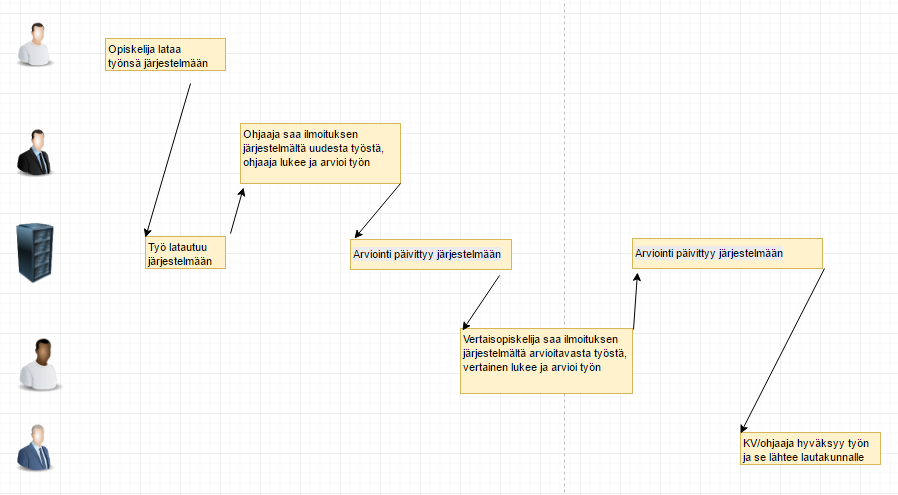 Opiskelija lataa
työnsä järjestelmään
Ohjaaja saa ilmoituksen
järjestelmältä uudesta työstä,
ohjaaja lukee ja arvioi työn
Työ latautuu
järjestelmään
Arviointi päivittyy järjestelmään
Arviointi päivittyy järjestelmään
Vertaisopiskelija saa ilmoituksen
järjestelmältä arvioitavasta työstä,
vertainen lukee ja arvioi työn
KV/ohjaaja hyväksyy työn
ja se lähtee lautakunnalle